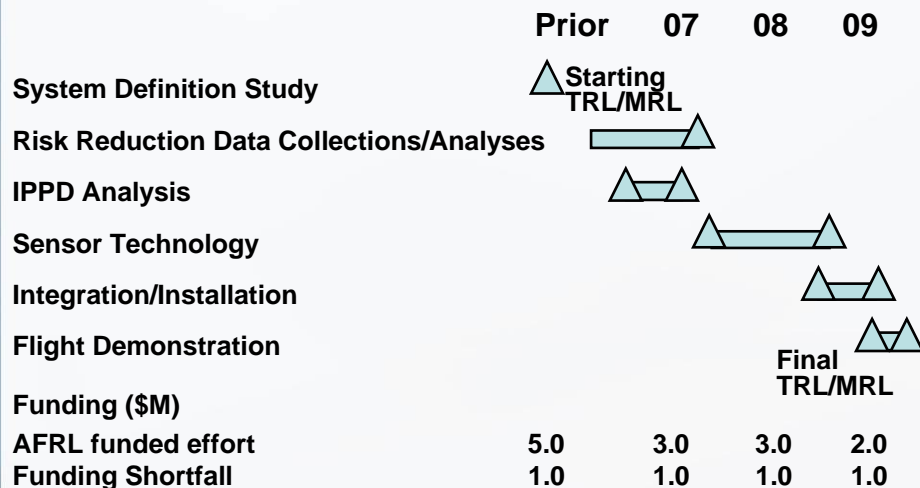 Prior 07 08 09
System Definition Study
Starting
TRL/MRL
Risk Reduction Data Collections/Analyses
IPPD Analysis
Sensor Technology
Integration/Installation
Flight Demonstration
Final
TRL/MRL
Funding ($M)
AFRL funded effort 5.0 3.0 3.0 2.0
Funding Shortfall 1.0 1.0 1.0 1.0